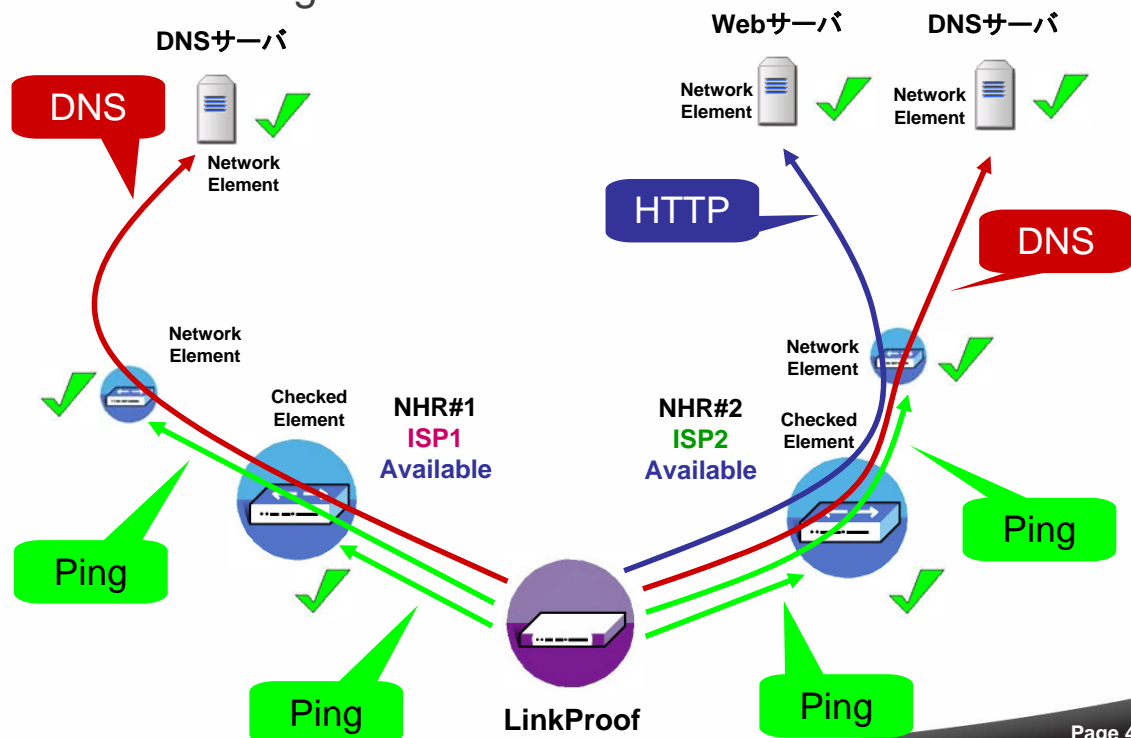 DNSサーバ
Webサーバ
DNSサーバ
DNS
Network
Element
Network
Element
Network
Element
HTTP
DNS
Network
Element
Network
Element
Checked
Element
NHR#1
ISP1
Available
NHR#2
ISP2
Available
Checked
Element
Ping
Ping
Ping
Ping
LinkProof
Page 4